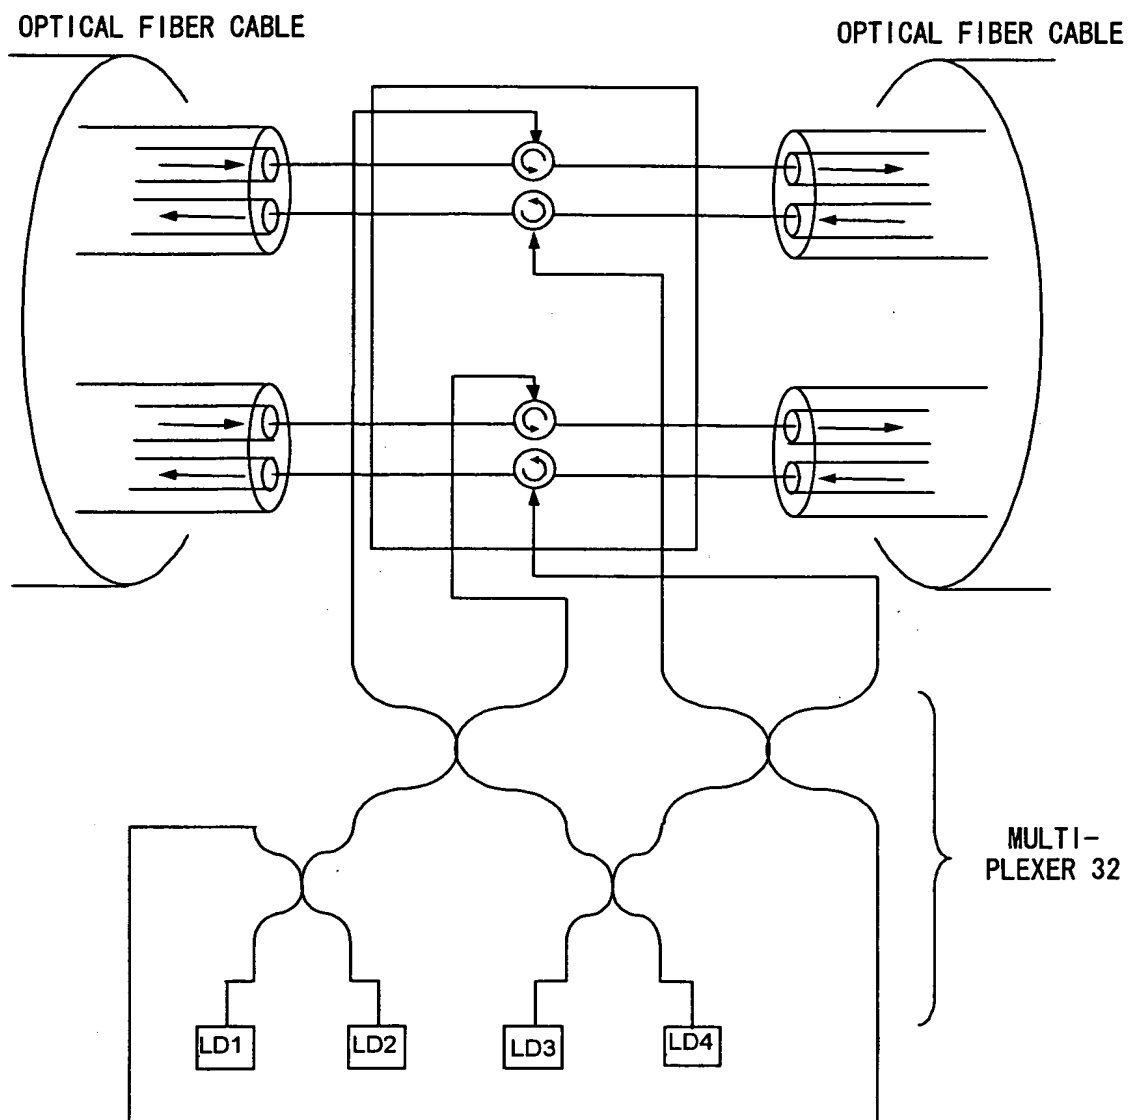 OPTICAL FIBER CABLE
OPTICAL FIBER CABLE
MULTI-
PLEXER 32
LD1
LD2
LD3
LD4